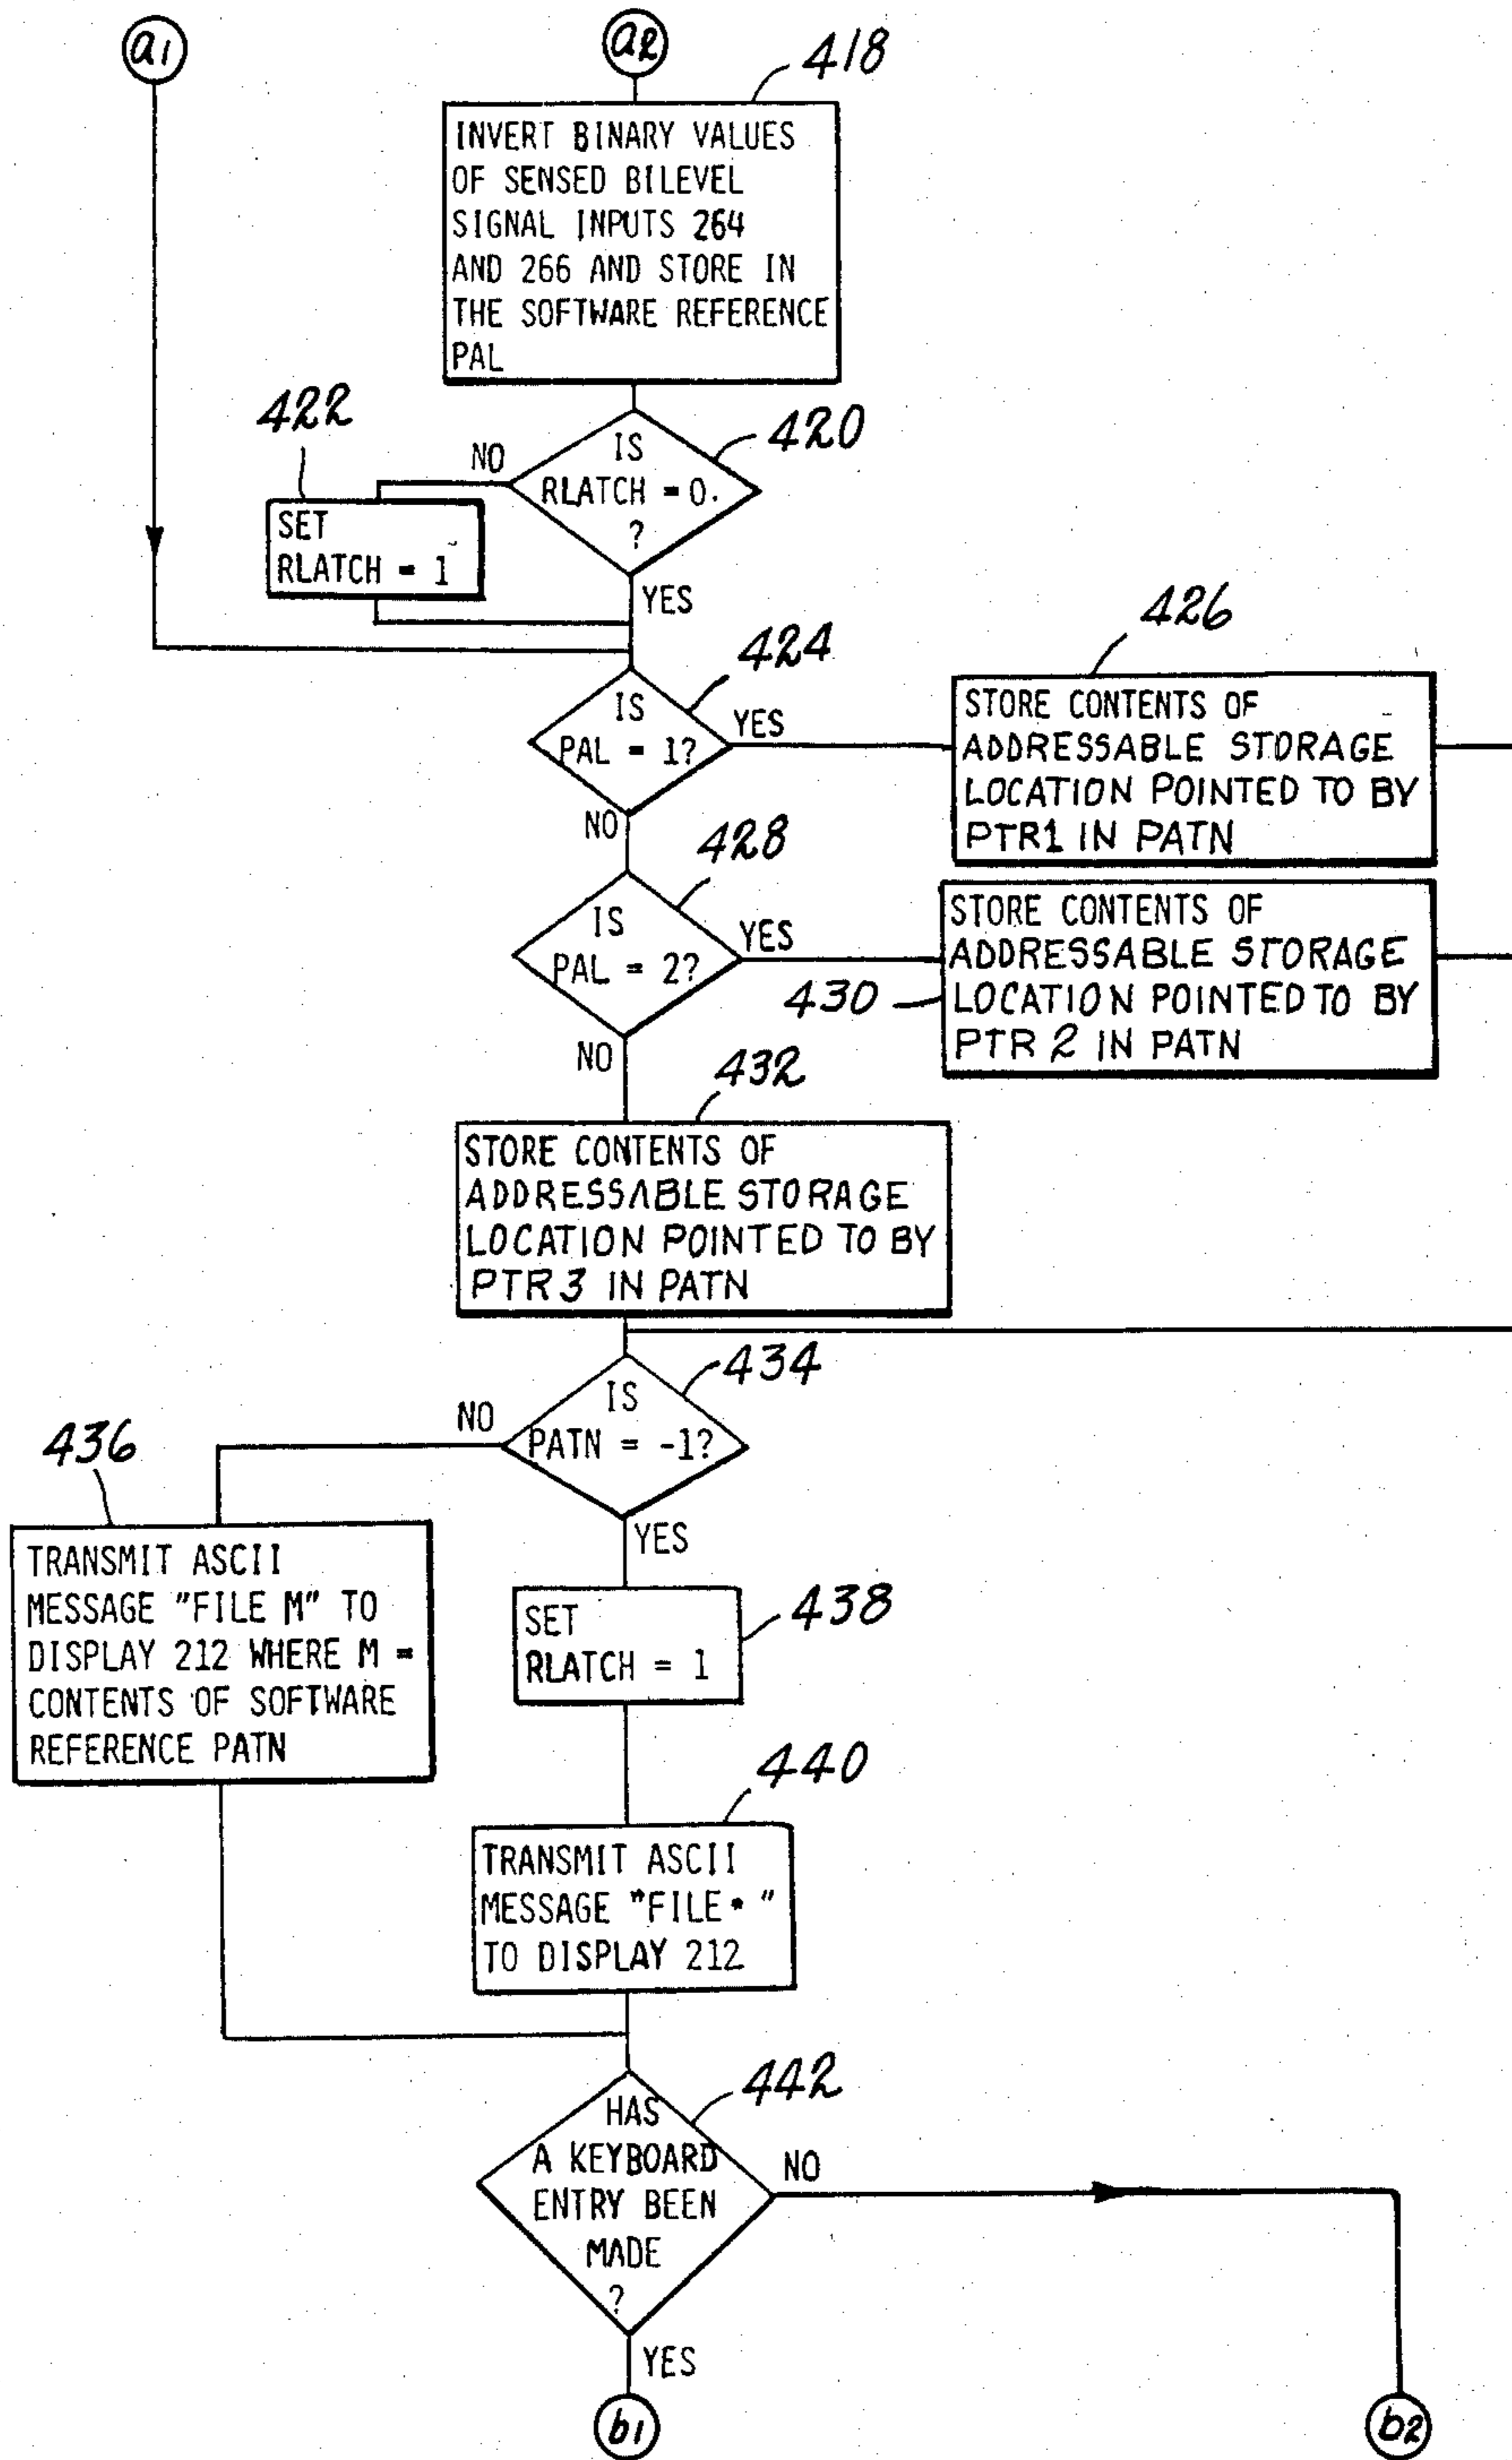 a1
a2
418
INVERT BINARY VALUES
OF SENSED BILEVEL
SIGNAL INPUTS 264
AND 266 AND STORE IN
THE SOFTWARE REFERENCE
PAL
422
420
NO
IS
RLATCH = 0.
?
SET
RLATCH = 1
YES
426
424
IS
PAL = 1?
YES
STORE CONTENTS OF
ADDRESSABLE STORAGE
LOCATION POINTED TO BY
PTR1 IN PATN
NO
428
IS
PAL = 2?
YES
430
STORE CONTENTS OF
ADDRESSABLE STORAGE
LOCATION POINTED TO BY
PTR 2 IN PATN
NO
432
STORE CONTENTS OF
ADDRESSABLE STORAGE
LOCATION POINTED TO BY
PTR 3 IN PATN
434
IS
PATN = -1?
NO
436
YES
TRANSMIT ASCII
MESSAGE "FILE M" TO
DISPLAY 212 WHERE M =
CONTENTS OF SOFTWARE
REFERENCE PATN
438
SET
RLATCH = 1
440
TRANSMIT ASCII
MESSAGE "FILE * "
TO DISPLAY 212
442
HAS
A KEYBOARD
ENTRY BEEN
MADE
?
NO
YES
b1
b2